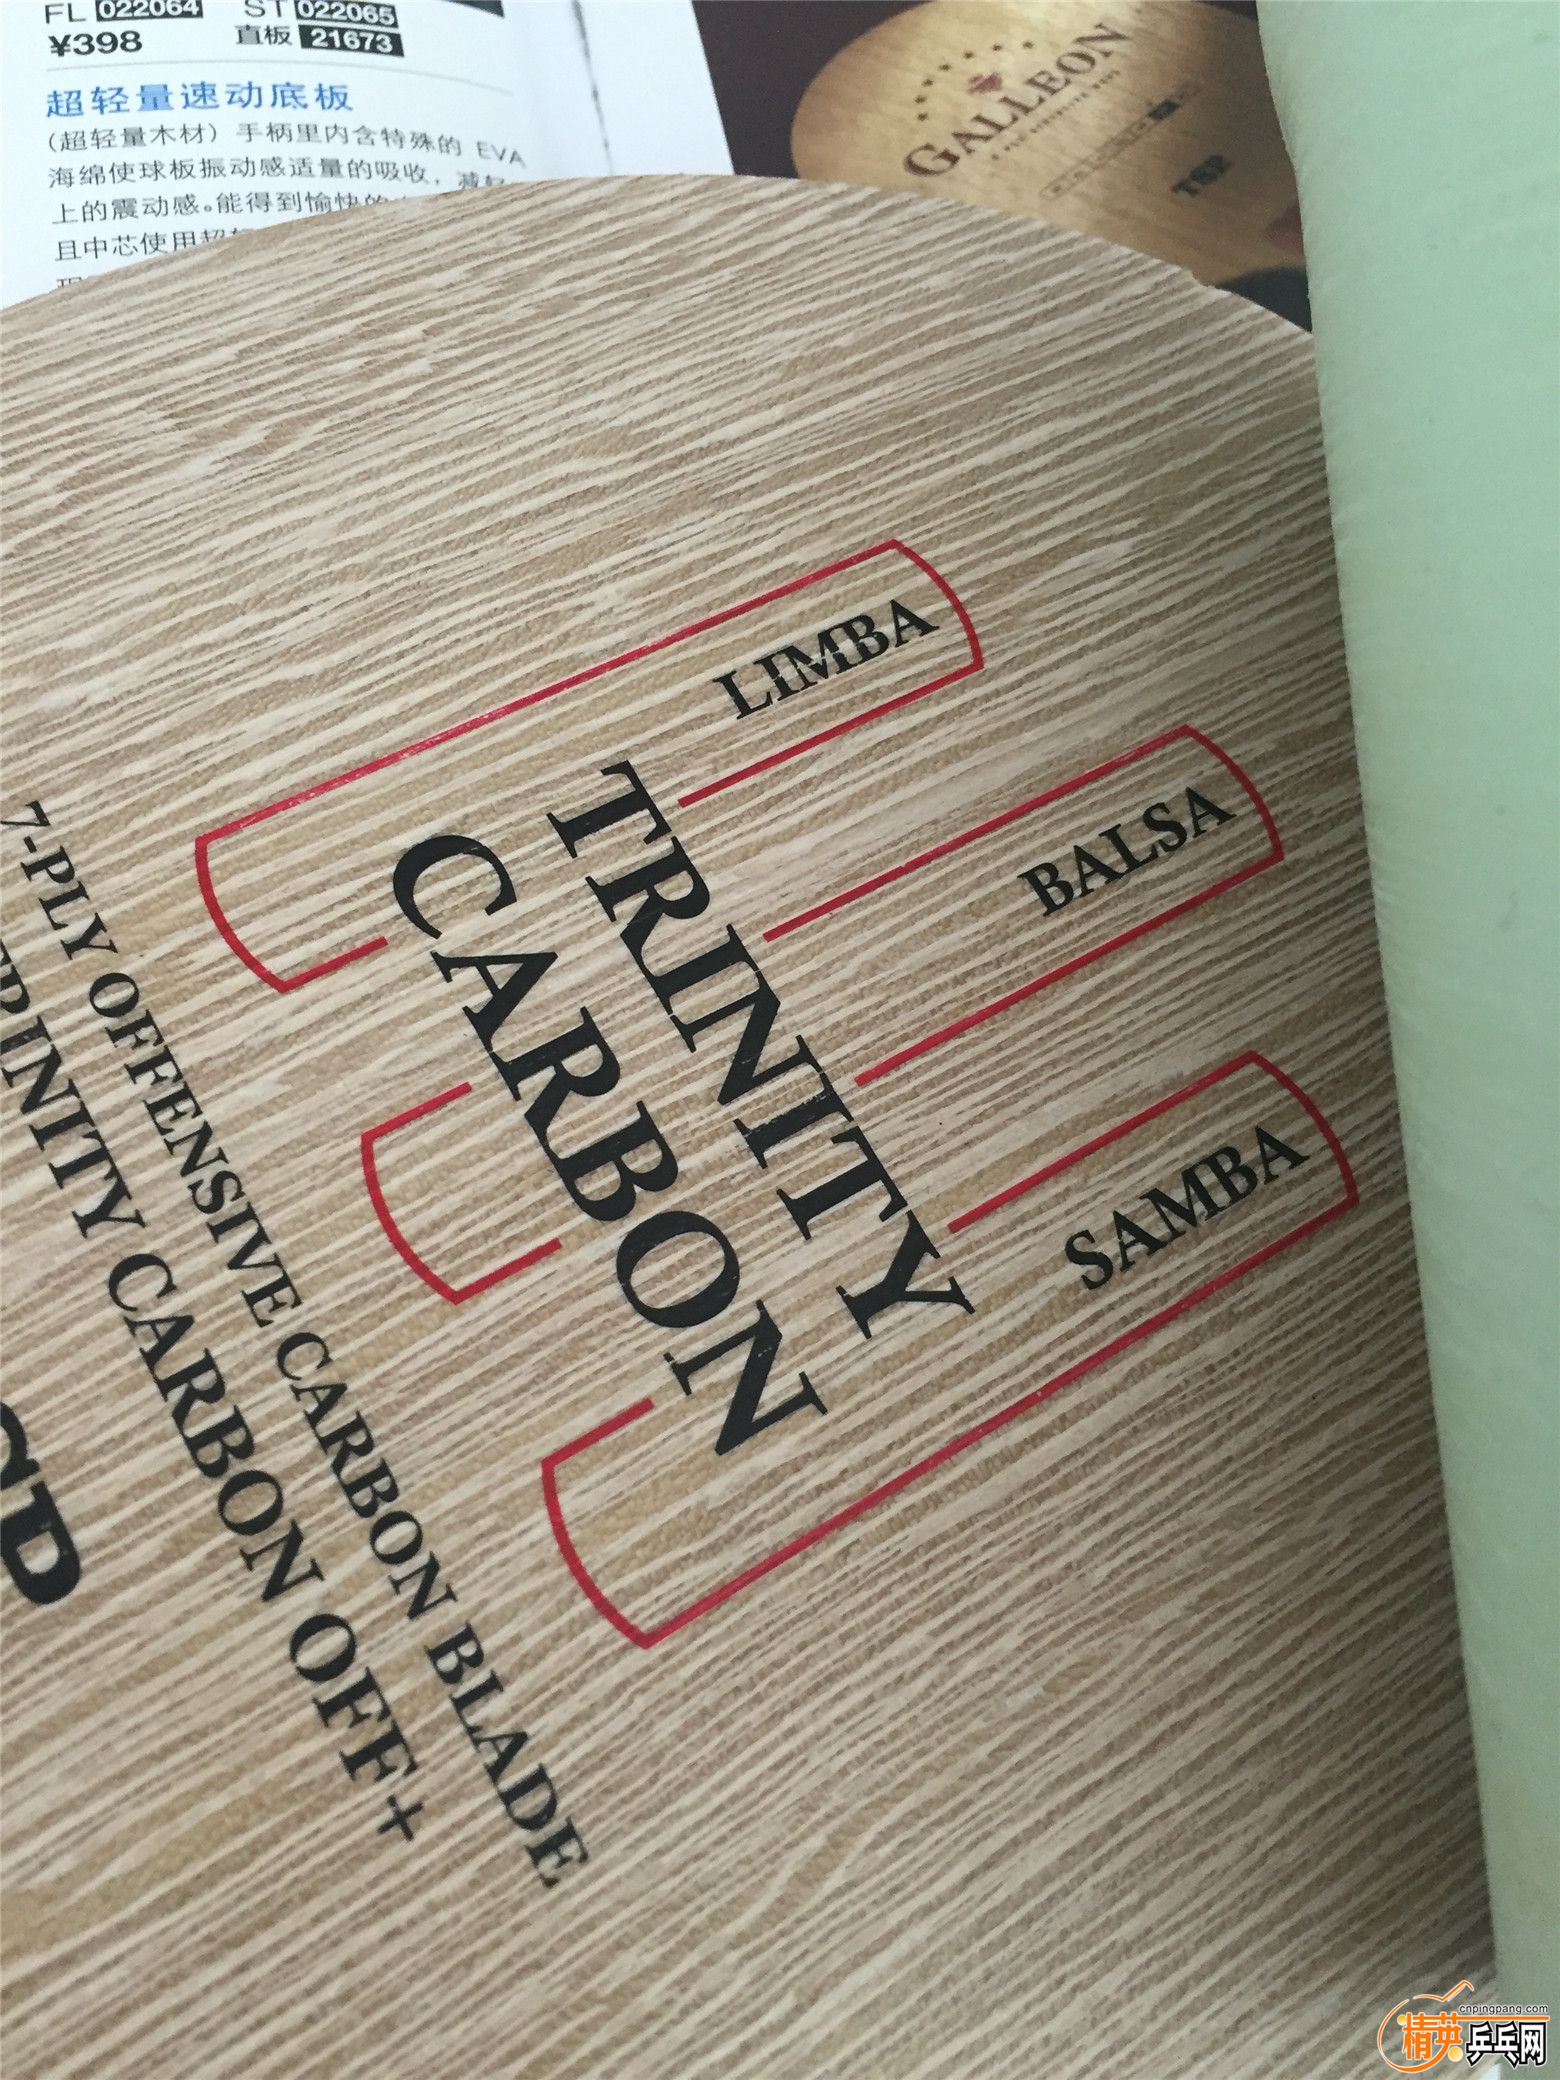 FL 022064 ST 022065
¥398 直板 21673
超轻量速动底板
(超轻量木材) 手柄里内含特殊的 EVA
海绵使球板振动感适量的吸收，减轻
上的震动感。能得到愉快的
且中芯使用超
GALLEON
TSP
LIMBA
BALSA
SAMBA
TRINITY
CARBON
7-PLY OFFENSIVE CARBON BLADE
TRINITY CARBON OFF+
cnpingpang.com
精英乒乓网